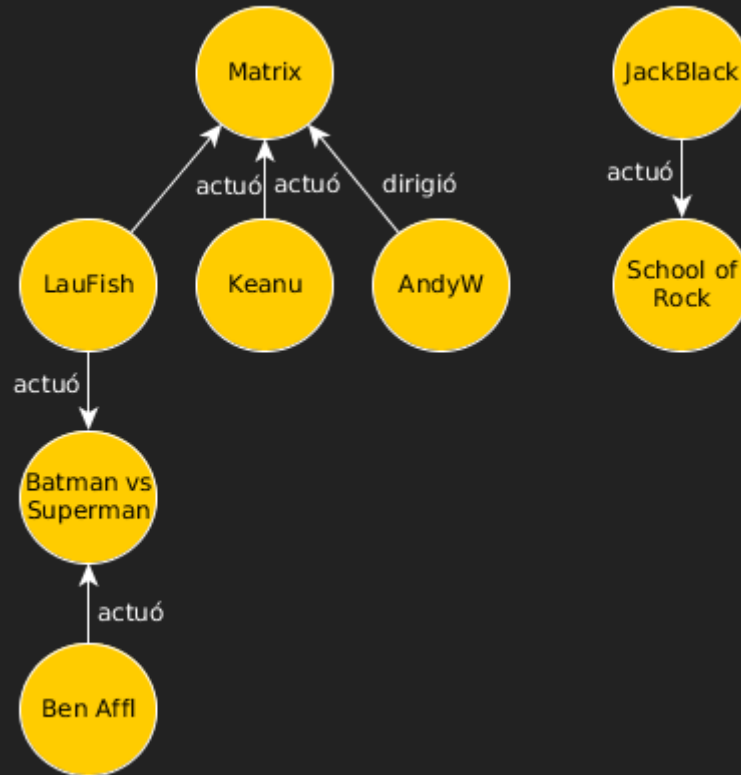 Matrix
JackBlack
actuó
actuó
dirigió
actuó
LauFish
Keanu
AndyW
School of
Rock
actuó
Batman vs
Superman
actuó
Ben Affl